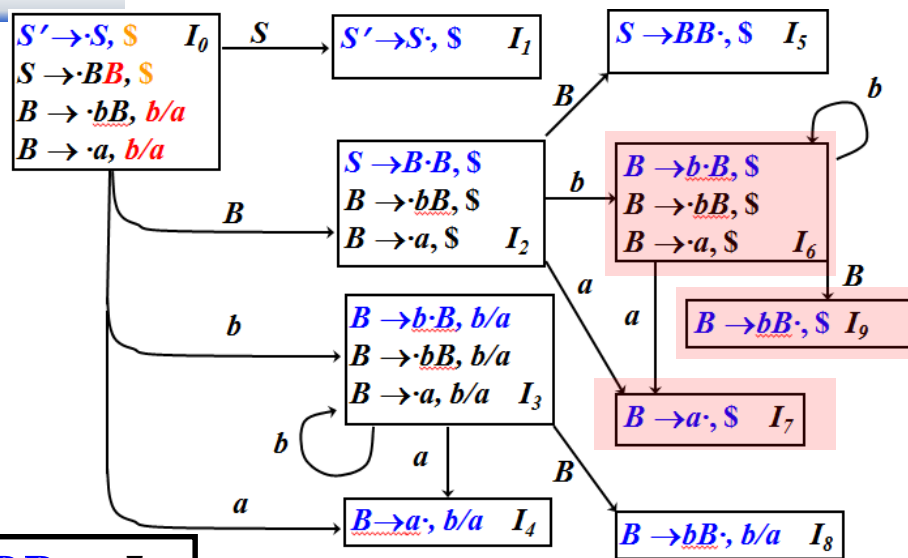 S′→·S, $ I0
S→·BB, $
B→·bB, b/a
B→·a, b/a
S
S′→S·, $ I1
S→BB·, $ I5
B
b
S→B·B, $
B→·bB, $
B→·a, $ I2
B
b
B→b·B, $
B→·bB, $
B→·a, $ I6
B
a
a
B→bB·, $ I9
b
B→b·B, b/a
B→·bB, b/a
B→·a, b/a I3
B→a·, $ I7
b
a
B
a
B→a·, b/a I4
B→bB·, b/a I8